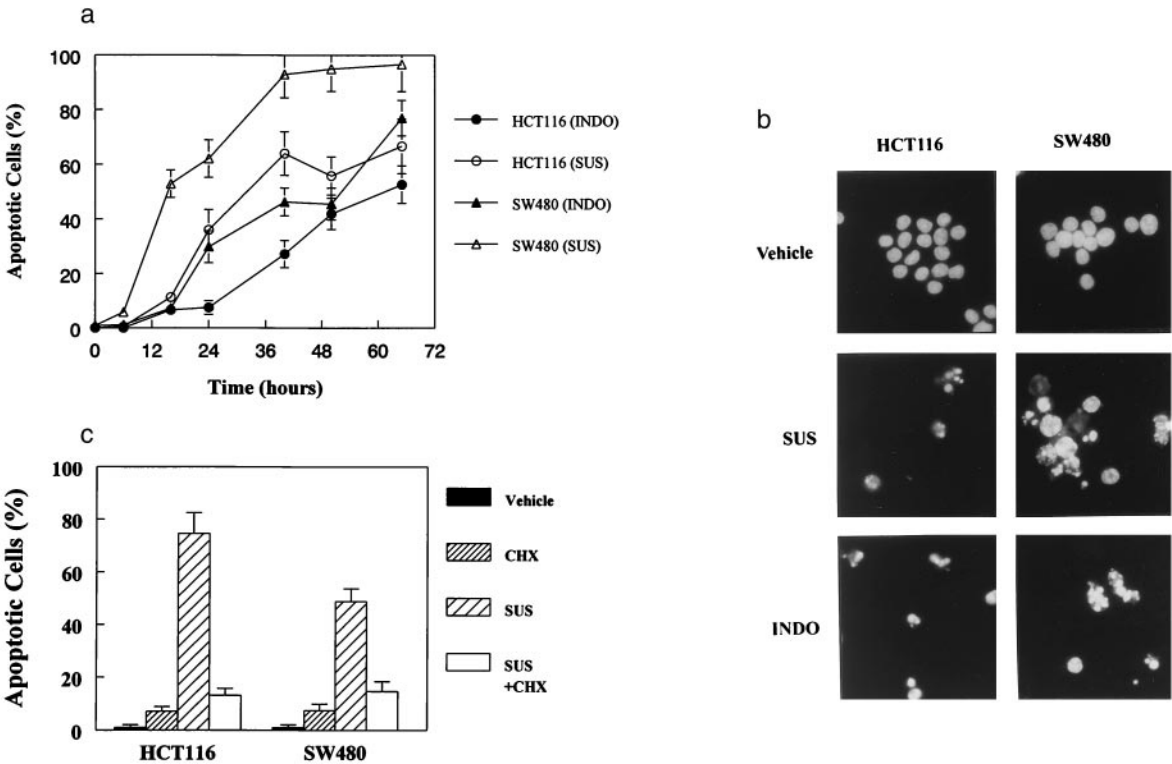 a
Apoptotic Cells (%)
100
80
60
40
20
0
0 12 24 36 48 60 72
Time (hours)
HCT116 (INDO)
HCT116 (SUS)
SW480 (INDO)
SW480 (SUS)
b
HCT116 SW480
Vehicle
SUS
INDO
c
Apoptotic Cells (%)
100
80
60
40
20
0
HCT116 SW480
Vehicle
CHX
SUS
SUS
+CHX